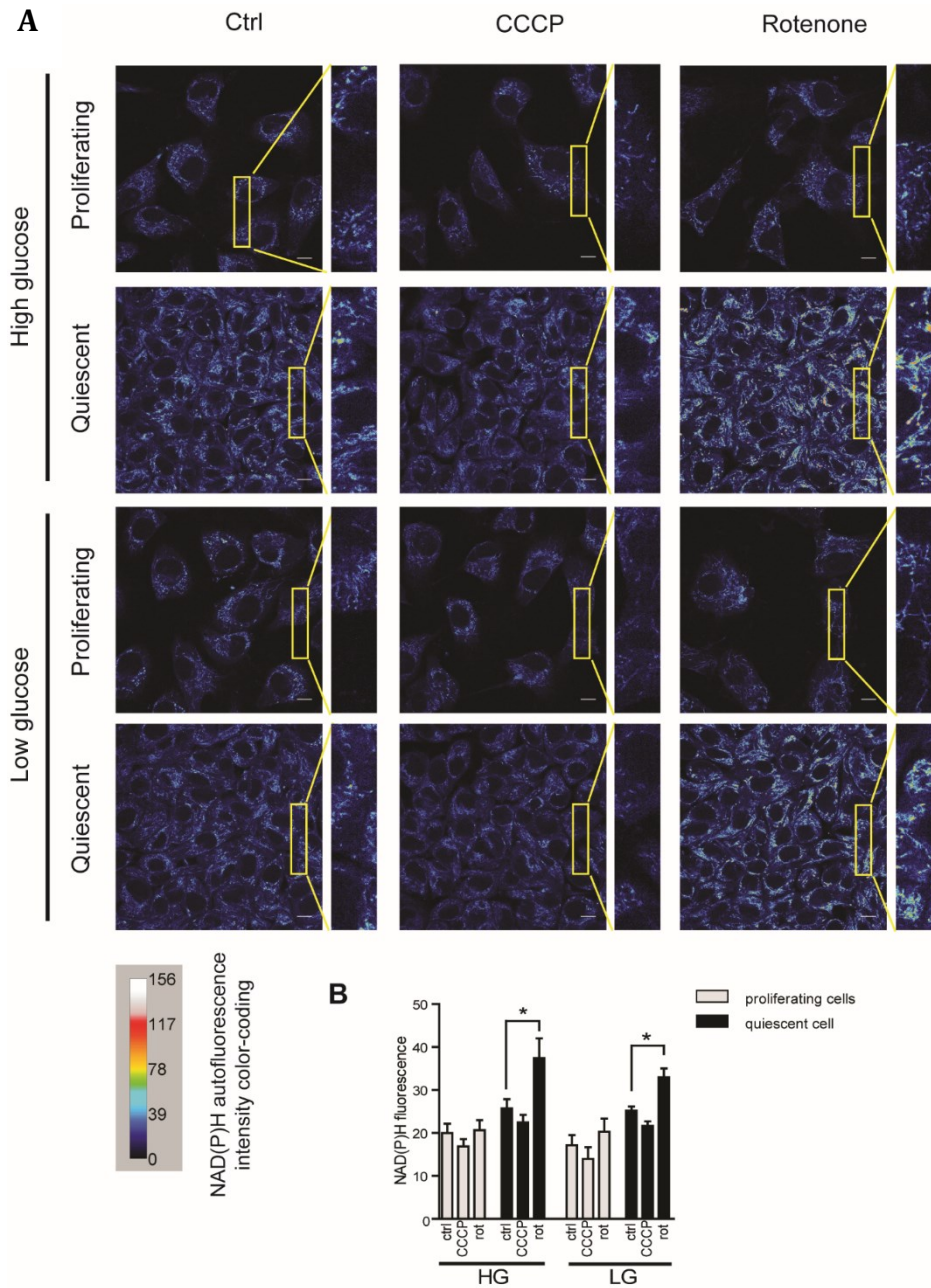 A
Ctrl
CCCP
Rotenone
High glucose
Proliferating
Quiescent
Low glucose
Proliferating
Quiescent
156
117
78
39
0
NAD(P)H autofluorescence
intensity color-coding
B
proliferating cells
quiescent cell
NAD(P)H fluorescence
50
40
30
20
10
0
*
*
ctrl
CCCP
rot
ctrl
CCCP
rot
ctrl
CCCP
rot
ctrl
CCCP
rot
HG
LG